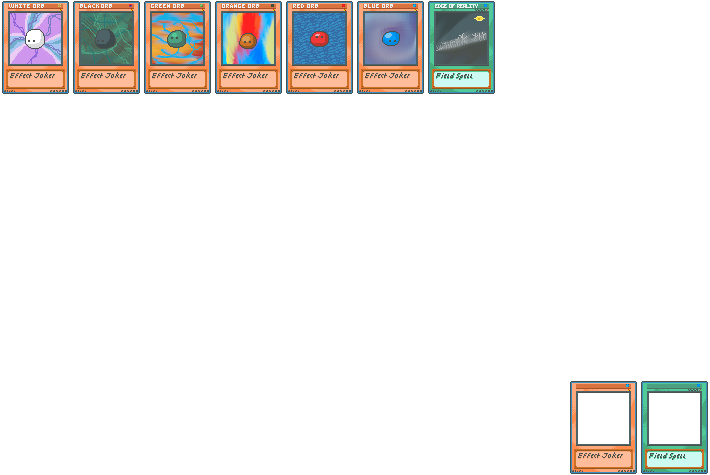 WHITE ORB
BLACK ORB
GREEN ORB
ORANGE ORB
RED ORB
BLUE ORB
EDGE OF REALITY
Effect Joker
Effect Joker
Effect Joker
Effect Joker
Effect Joker
Effect Joker
Field Spell
Effect Joker
Field Spell